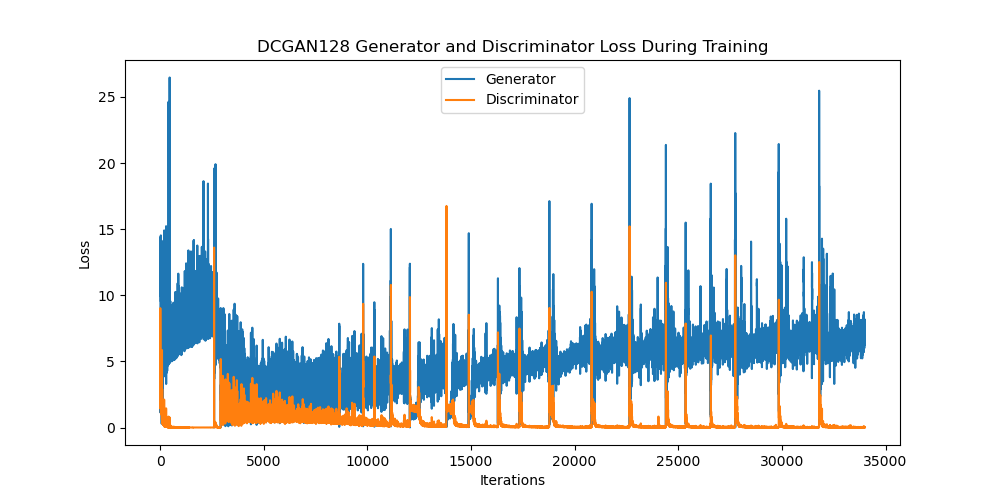 DCGAN128 Generator and Discriminator Loss During Training
Generator
Discriminator
Loss
25
20
15
10
5
0
0 5000 10000 15000 20000 25000 30000 35000
Iterations